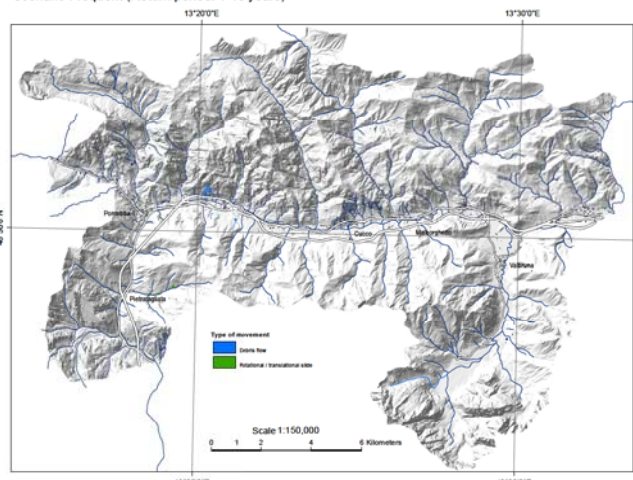 13°20'0"E 13°30'0"E
Pontebba
Cucco
Malborghetto
Valbruna
Pietratagliata
Type of movement
Debris flow
Rotational / translational slide
Scale 1:150,000
0 1 2 4 6 Kilometers